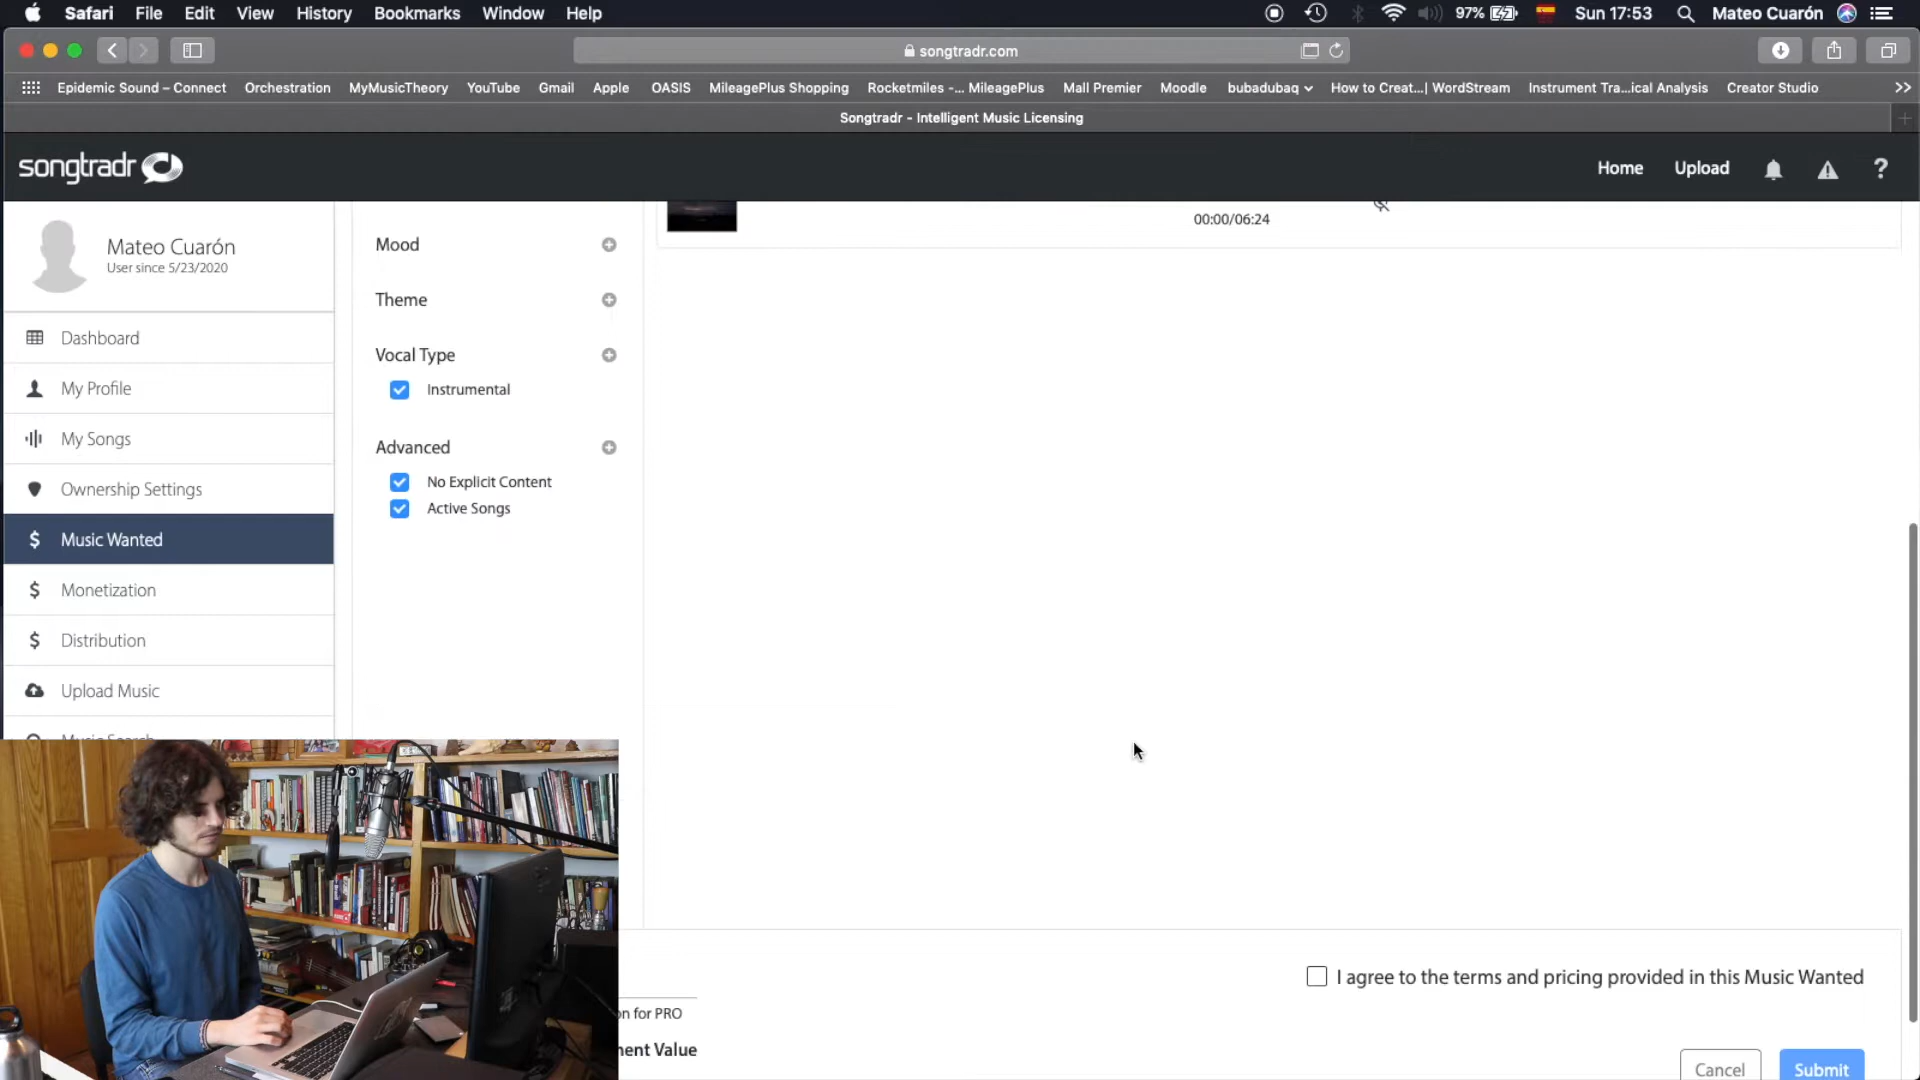 Safari File Edit View History Bookmarks Window Help 97% Sun 17:53 Mateo Cuarón
songtradr.com
Epidemic Sound – Connect Orchestration MyMusicTheory YouTube Gmail Apple OASIS MileagePlus Shopping Rocketmiles -... MileagePlus Mall Premier Moodle bubadubaq How to Creat...| WordStream Instrument Tra...ical Analysis Creator Studio
Songtradr - Intelligent Music Licensing
songtradr Home Upload ?
Mateo Cuarón
User since 5/23/2020
Dashboard
My Profile
My Songs
Ownership Settings
$ Music Wanted
$ Monetization
$ Distribution
Upload Music
Music Search
Mood
Theme
Vocal Type
Instrumental
Advanced
No Explicit Content
Active Songs
00:00/06:24
I agree to the terms and pricing provided in this Music Wanted
on for PRO
ment Value
Cancel Submit